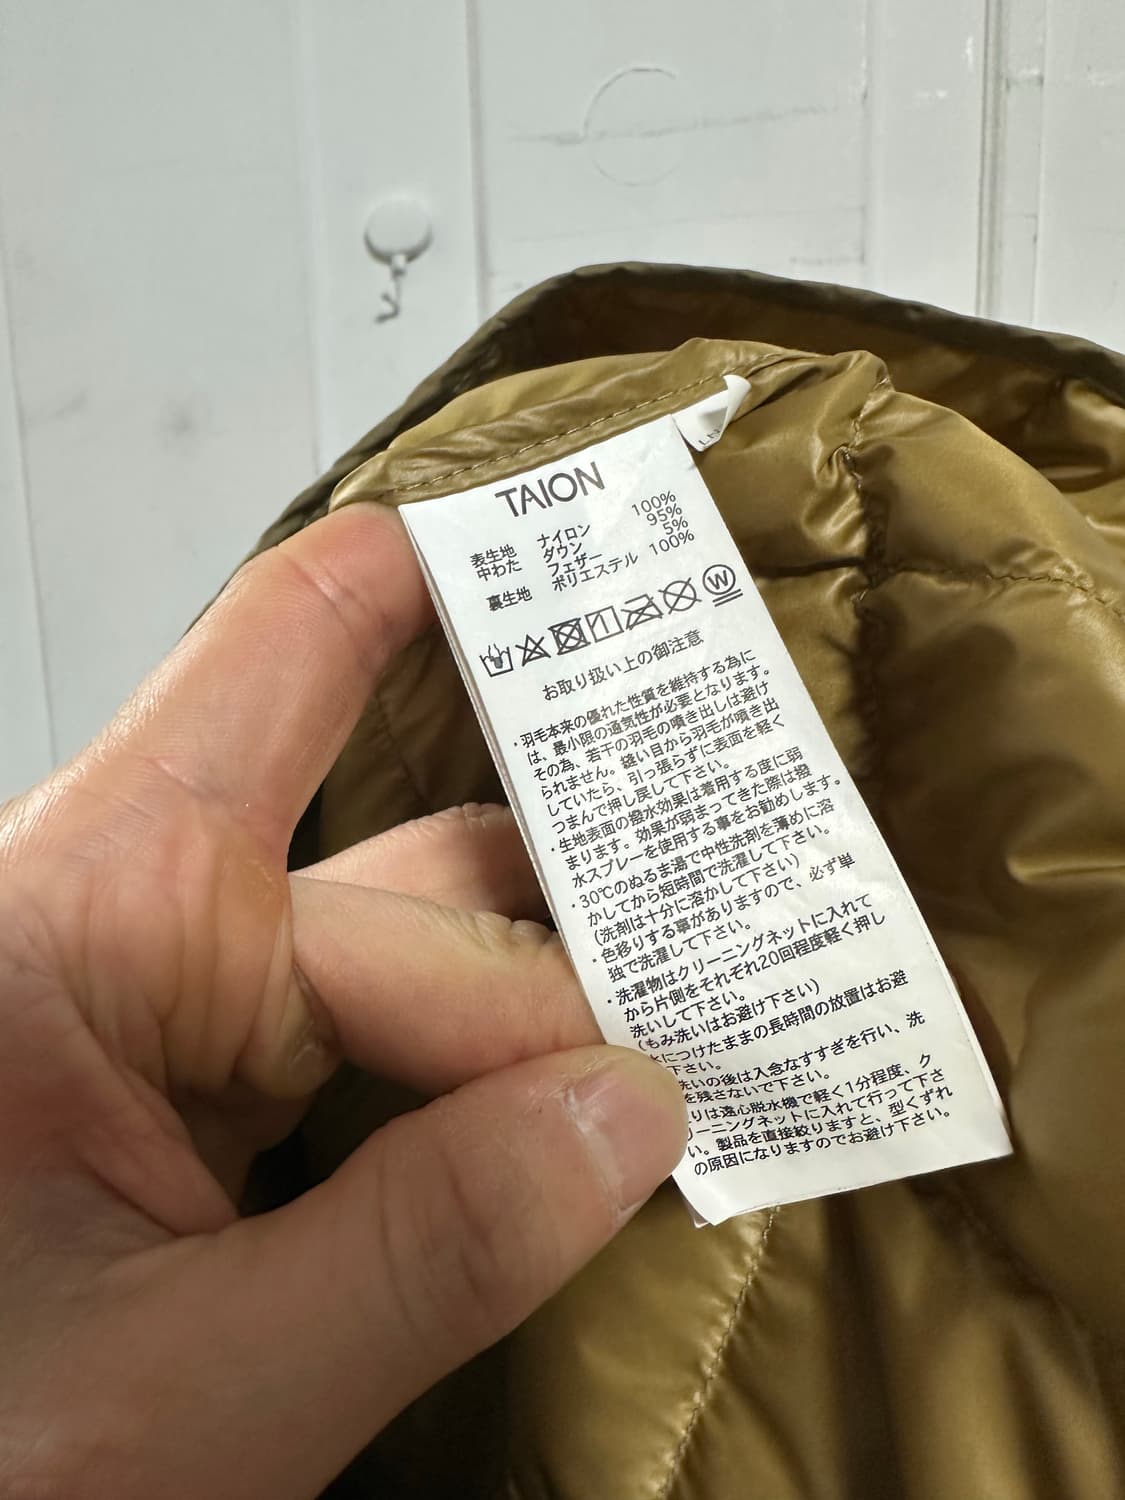 TAION
表生地 ナイロン 100%
中わた ダウン 95%
フェザー 5%
裏生地 ポリエステル 100%
W
お取り扱い上の御注意
・羽毛本来の優れた性質を維持する為に
は、最小限の通気性が必要となります。
その為、若干の羽毛の噴き出しは避け
られません。縫い目から羽毛が噴き出
していたら、引っ張らずに表面を軽く
つまんで押し戻して下さい。
・生地表面の撥水効果は着用する度に弱
まります。効果が弱まってきた際は撥
水スプレーを使用する事をお勧めします。
・30℃のぬるま湯で中性洗剤を薄めに溶
かしてから短時間で洗濯して下さい。
(洗剤は十分に溶かして下さい)
・色移りする事がありますので、必ず単
独で洗濯して下さい。
・洗濯物はクリーニングネットに入れて
から片側をそれぞれ20回程度軽く押し
洗いして下さい。
(もみ洗いはお避け下さい)
水につけたままの長時間の放置はお避
下さい。
洗いの後は入念なすすぎを行い、洗
を残さないで下さい。
りは遠心脱水機で軽く1分程度、ク
リーニングネットに入れて行って下さ
い。製品を直接絞りますと、型くずれ
の原因になりますのでお避け下さい。